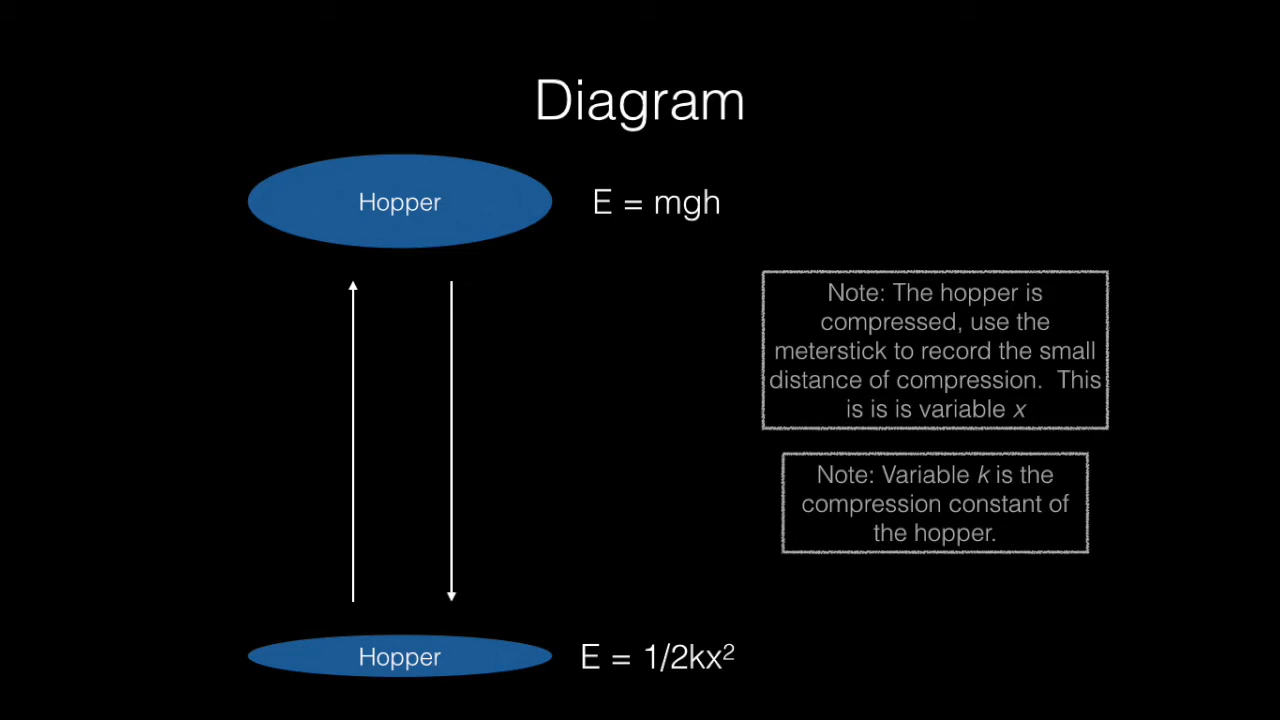 Diagram
Hopper
E = mgh
Note: The hopper is
compressed, use the
meterstick to record the small
distance of compression.  This
is is is variable x
Note: Variable k is the
compression constant of
the hopper.
Hopper
E = 1/2kx²